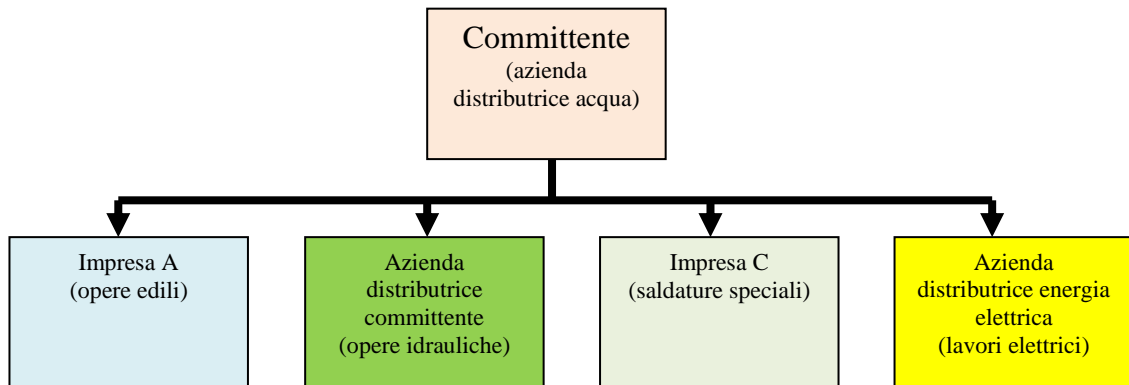 Committente
(azienda
distributrice acqua)
Impresa A
(opere edili)
Azienda
distributrice
committente
(opere idrauliche)
Impresa C
(saldature speciali)
Azienda
distributrice energia
elettrica
(lavori elettrici)